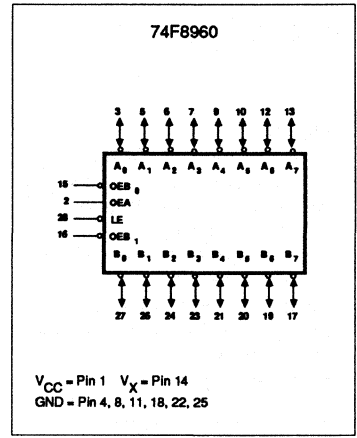 74F8960
3 5 6 7 9 10 12 13
A0 A1 A2 A3 A4 A5 A6 A7
15 OEB0
2 OEA
28 LE
16 OEB1
B0 B1 B2 B3 B4 B5 B6 B7
27 26 24 23 21 20 19 17
VCC = Pin 1 VX = Pin 14
GND = Pin 4, 8, 11, 18, 22, 25